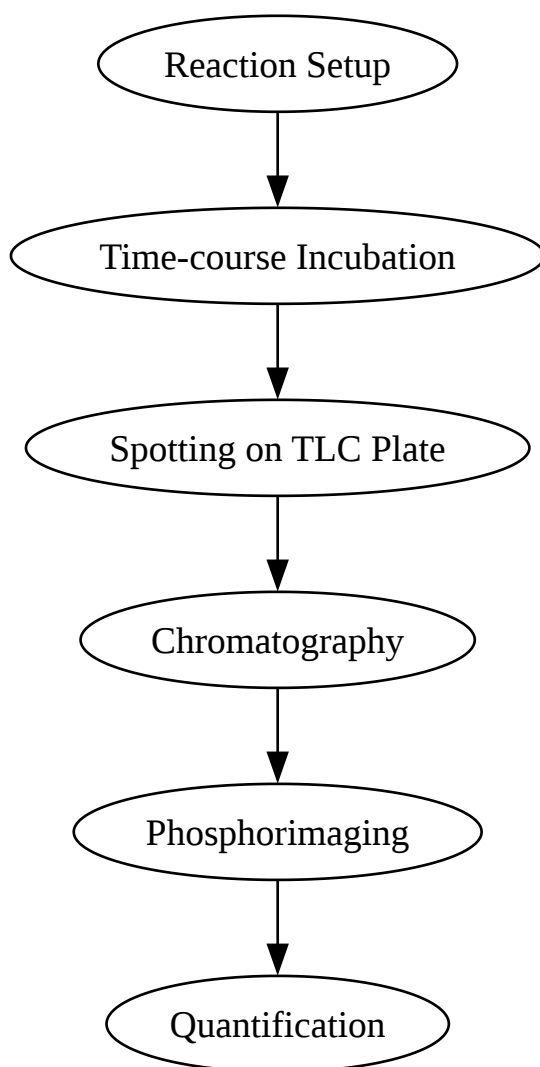 Reaction Setup
Time-course Incubation
Spotting on TLC Plate
Chromatography
Phosphorimaging
Quantification